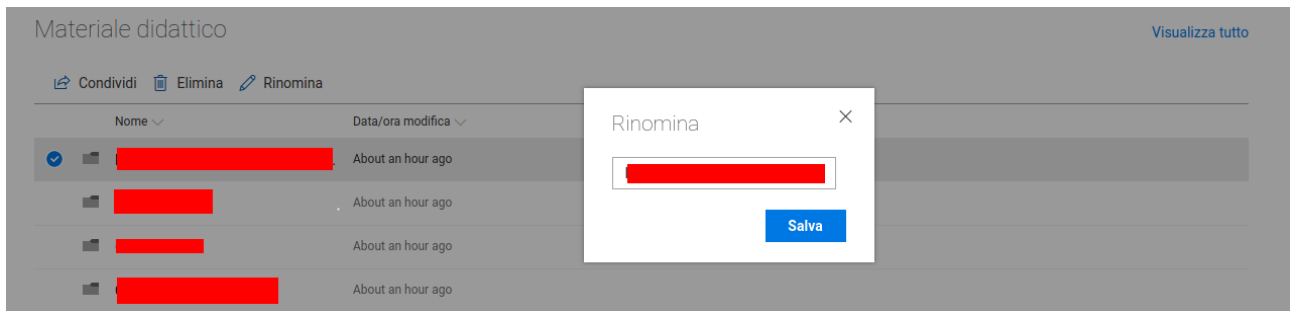 Materiale didattico
Visualizza tutto
Condividi Elimina Rinomina
Nome
Data/ora modifica
Rinomina
About an hour ago
About an hour ago
Salva
About an hour ago
About an hour ago